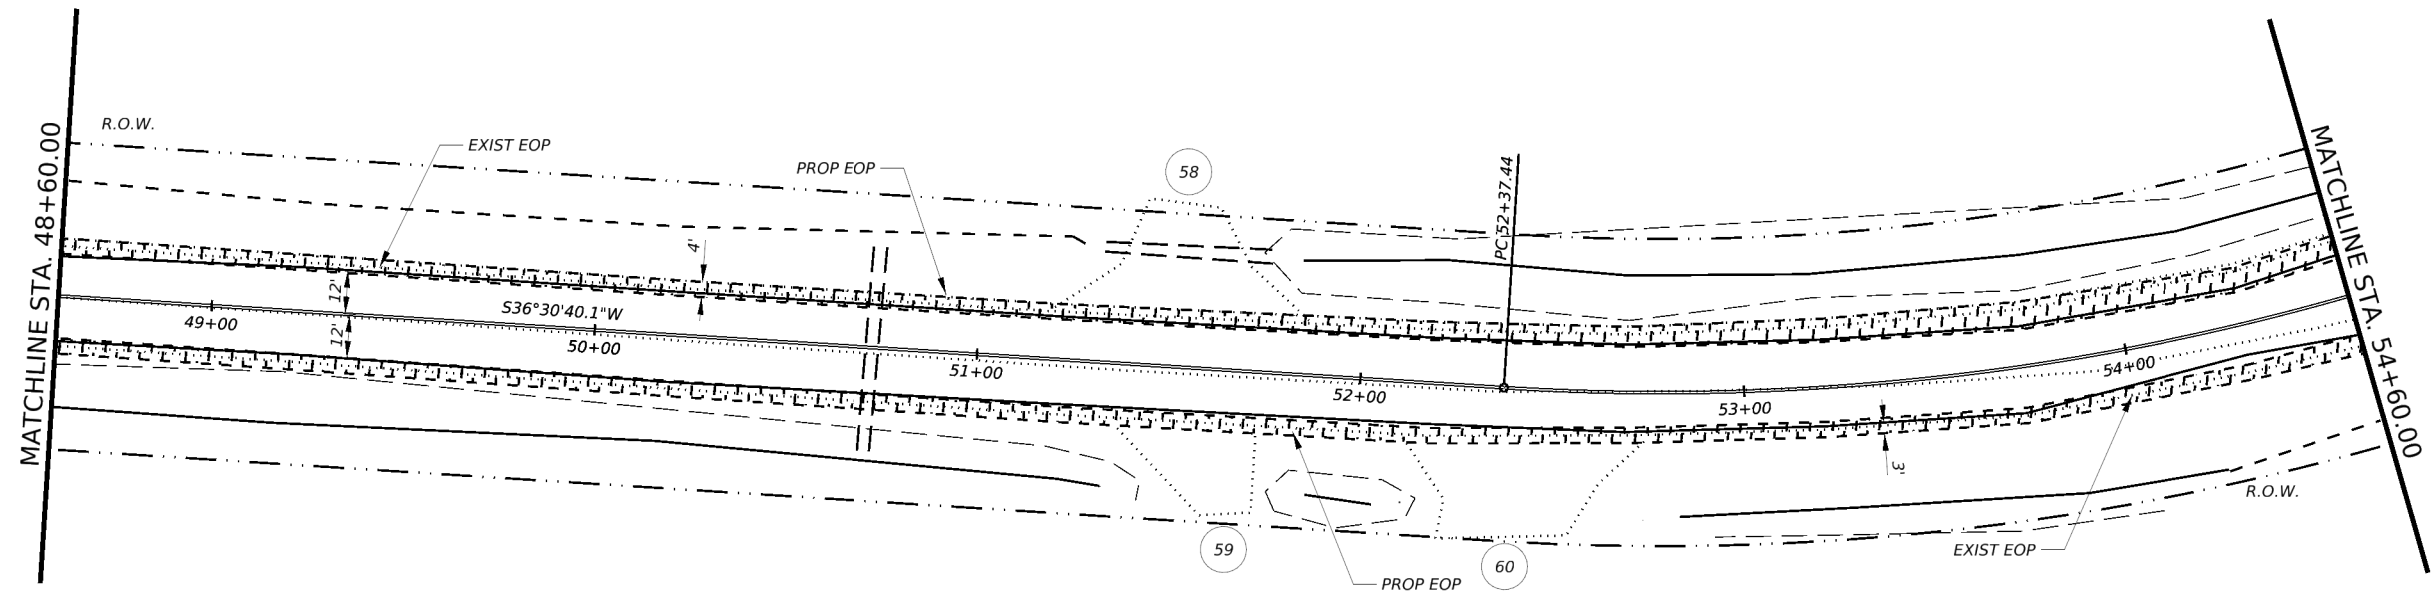 MATCHLINE STA. 48+60.00
R.O.W.
EXIST EOP
PROP EOP
58
4'
12'
12'
S36°30'40.1"W
49+00
50+00
51+00
52+00
PC 52+37.44
53+00
54+00
3'
MATCHLINE STA. 54+60.00
R.O.W.
59
60
PROP EOP
EXIST EOP